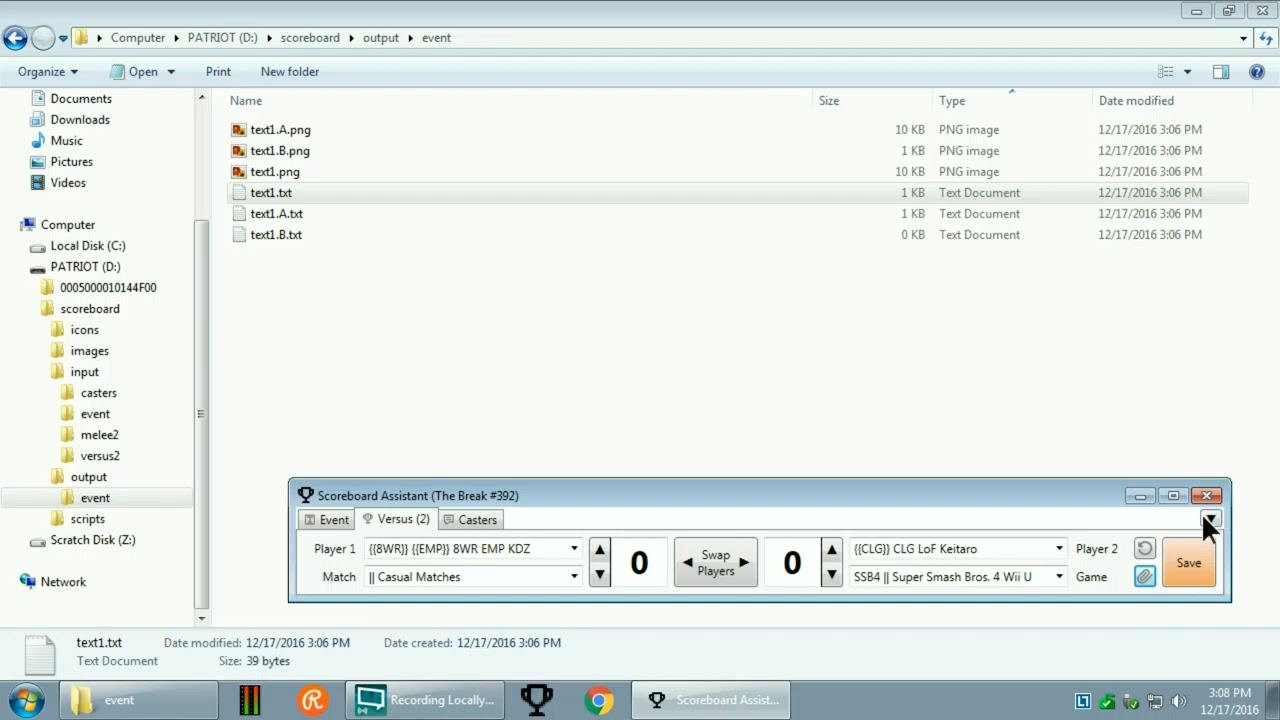 Computer ▸ PATRIOT (D:) ▸ scoreboard ▸ output ▸ event
Organize Open Print New folder
Name Size Type Date modified
text1.A.png 10 KB PNG image 12/17/2016 3:06 PM
text1.B.png 1 KB PNG image 12/17/2016 3:06 PM
text1.png 10 KB PNG image 12/17/2016 3:06 PM
text1.txt 1 KB Text Document 12/17/2016 3:06 PM
text1.A.txt 1 KB Text Document 12/17/2016 3:06 PM
text1.B.txt 0 KB Text Document 12/17/2016 3:06 PM
Documents
Downloads
Music
Pictures
Videos
Computer
Local Disk (C:)
PATRIOT (D:)
0005000010144F00
scoreboard
icons
images
input
casters
event
melee2
versus2
output
event
scripts
Scratch Disk (Z:)
Network
Scoreboard Assistant (The Break #392)
Event Versus (2) Casters
Player 1 {{8WR}} {{EMP}} 8WR EMP KDZ 0 Swap Players 0 {{CLG}} CLG LoF Keitaro Player 2
Match || Casual Matches SSB4 || Super Smash Bros. 4 Wii U Game Save
text1.txt Date modified: 12/17/2016 3:06 PM Date created: 12/17/2016 3:06 PM
Text Document Size: 39 bytes
event Recording Locally... Scoreboard Assist... 3:08 PM
12/17/2016